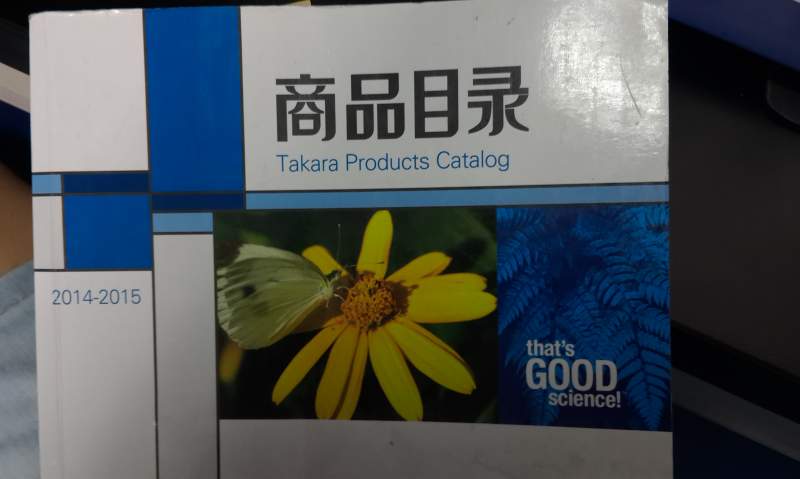 商品目录
Takara Products Catalog
2014-2015
that's
GOOD
science!